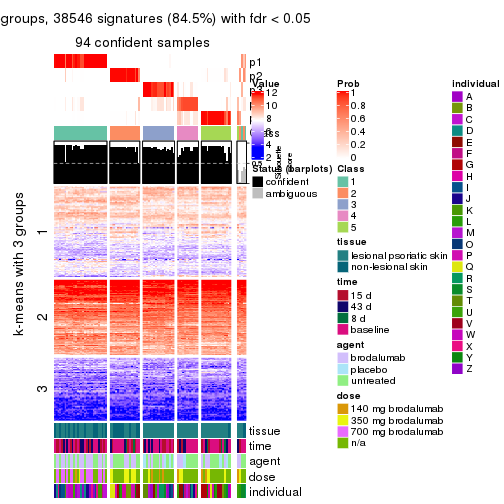 groups, 38546 signatures (84.5%) with fdr < 0.05
94 confident samples
p1
p2
Value
12
10
8
6
4
2
0
Silhouette
score
Status (barplots)
confident
ambiguous
Prob
1
0.8
0.6
0.4
0.2
0
Class
1
2
3
4
5
tissue
lesional psoriatic skin
non-lesional skin
time
15 d
43 d
8 d
baseline
agent
brodalumab
placebo
untreated
dose
140 mg brodalumab
350 mg brodalumab
700 mg brodalumab
n/a
individual
A
B
C
D
E
F
G
H
I
J
K
L
M
O
P
Q
R
S
T
U
V
W
X
Y
Z
k-means with 3 groups
1
2
3
tissue
time
agent
dose
individual